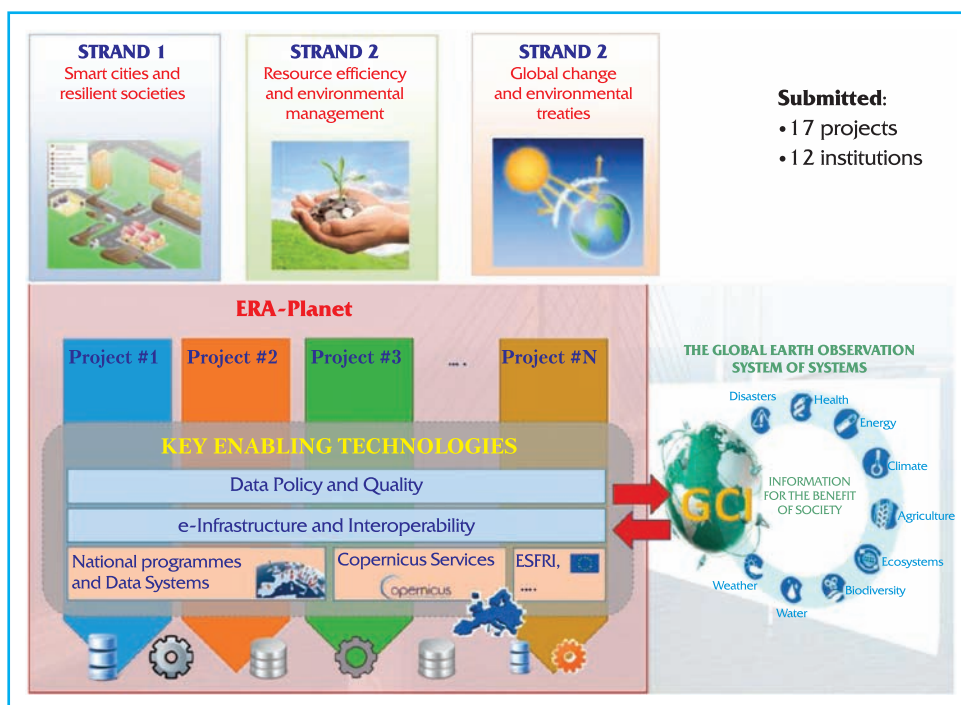 STRAND 1
Smart cities and
resilient societies
STRAND 2
Resource efficiency
and environmental
management
STRAND 2
Global change
and environmental
treaties
Submitted:
•17 projects
•12 institutions
ERA-Planet
Project #1
Project #2
Project #3
....
Project #N
KEY ENABLING TECHNOLOGIES
Data Policy and Quality
e-Infrastructure and Interoperability
National programmes
and Data Systems
Copernicus Services
opernicus
ESFRI,
....
THE GLOBAL EARTH OBSERVATION
SYSTEM OF SYSTEMS
Disasters
Health
Energy
Climate
Agriculture
Ecosystems
Biodiversity
Water
Weather
GCI
INFORMATION
FOR THE BENEFIT
OF SOCIETY